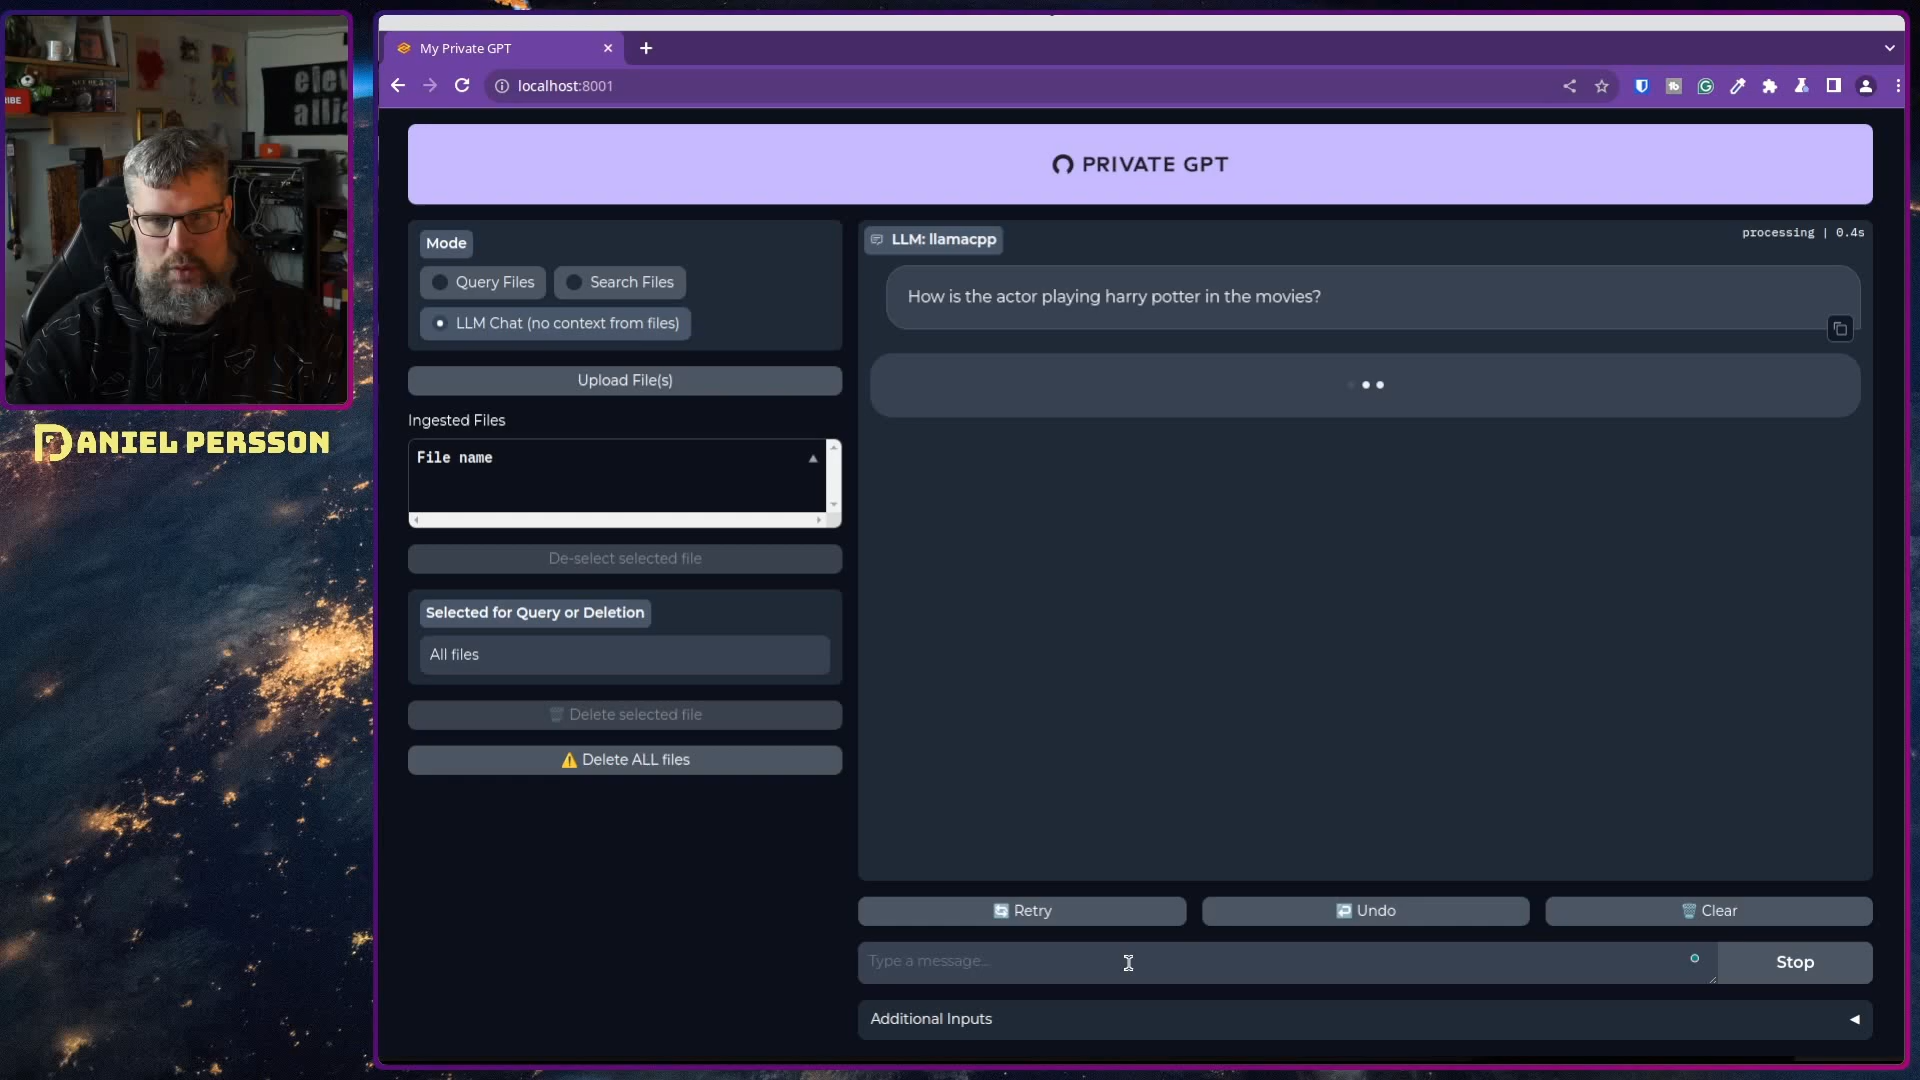 My Private GPT
localhost:8001
PRIVATE GPT
Mode
Query Files
Search Files
LLM Chat (no context from files)
Upload File(s)
Ingested Files
File name
De-select selected file
Selected for Query or Deletion
All files
Delete selected file
Delete ALL files
LLM: llamacpp
processing | 0.4s
How is the actor playing harry potter in the movies?
Retry
Undo
Clear
Type a message...
Stop
Additional Inputs
DANIEL PERSSON
IBE